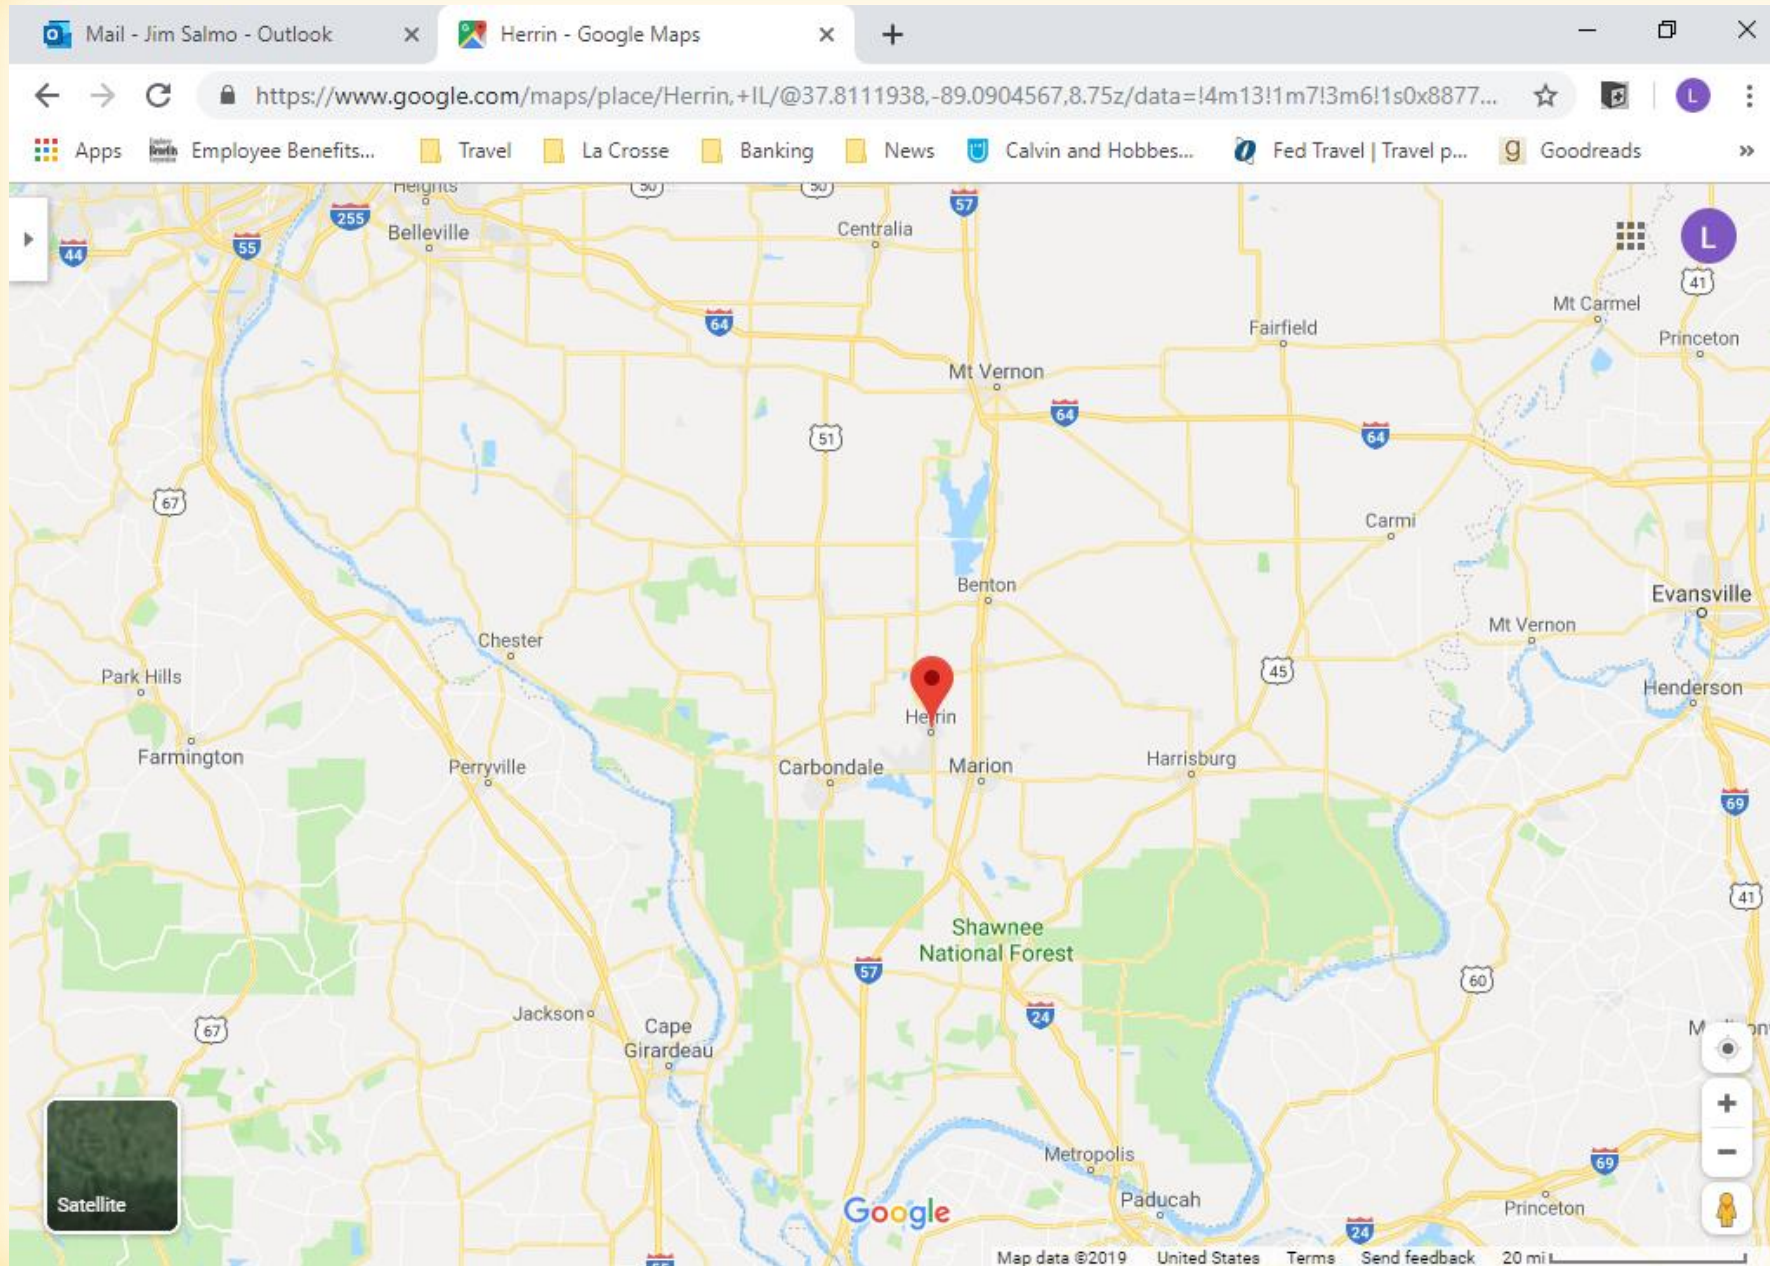 Mail - Jim Salmo - Outlook
Herrin - Google Maps
https://www.google.com/maps/place/Herrin,+IL/@37.8111938,-89.0904567,8.75z/data=!4m13!1m7!3m6!1s0x8877...
L
Apps
Employee Benefits...
Travel
La Crosse
Banking
News
Calvin and Hobbes...
Fed Travel | Travel p...
Goodreads
Heights
50
50
57
255
Belleville
Centralia
44
55
L
41
64
Mt Carmel
Fairfield
Princeton
Mt Vernon
64
51
64
67
Carmi
Benton
Evansville
Mt Vernon
Chester
45
Park Hills
Henderson
Herrin
Farmington
Perryville
Carbondale
Marion
Harrisburg
69
41
Shawnee
National Forest
57
60
Jackson
24
67
Cape
Girardeau
Metropolis
69
Satellite
Google
Paducah
Princeton
24
55
Map data ©2019
United States
Terms
Send feedback
20 mi